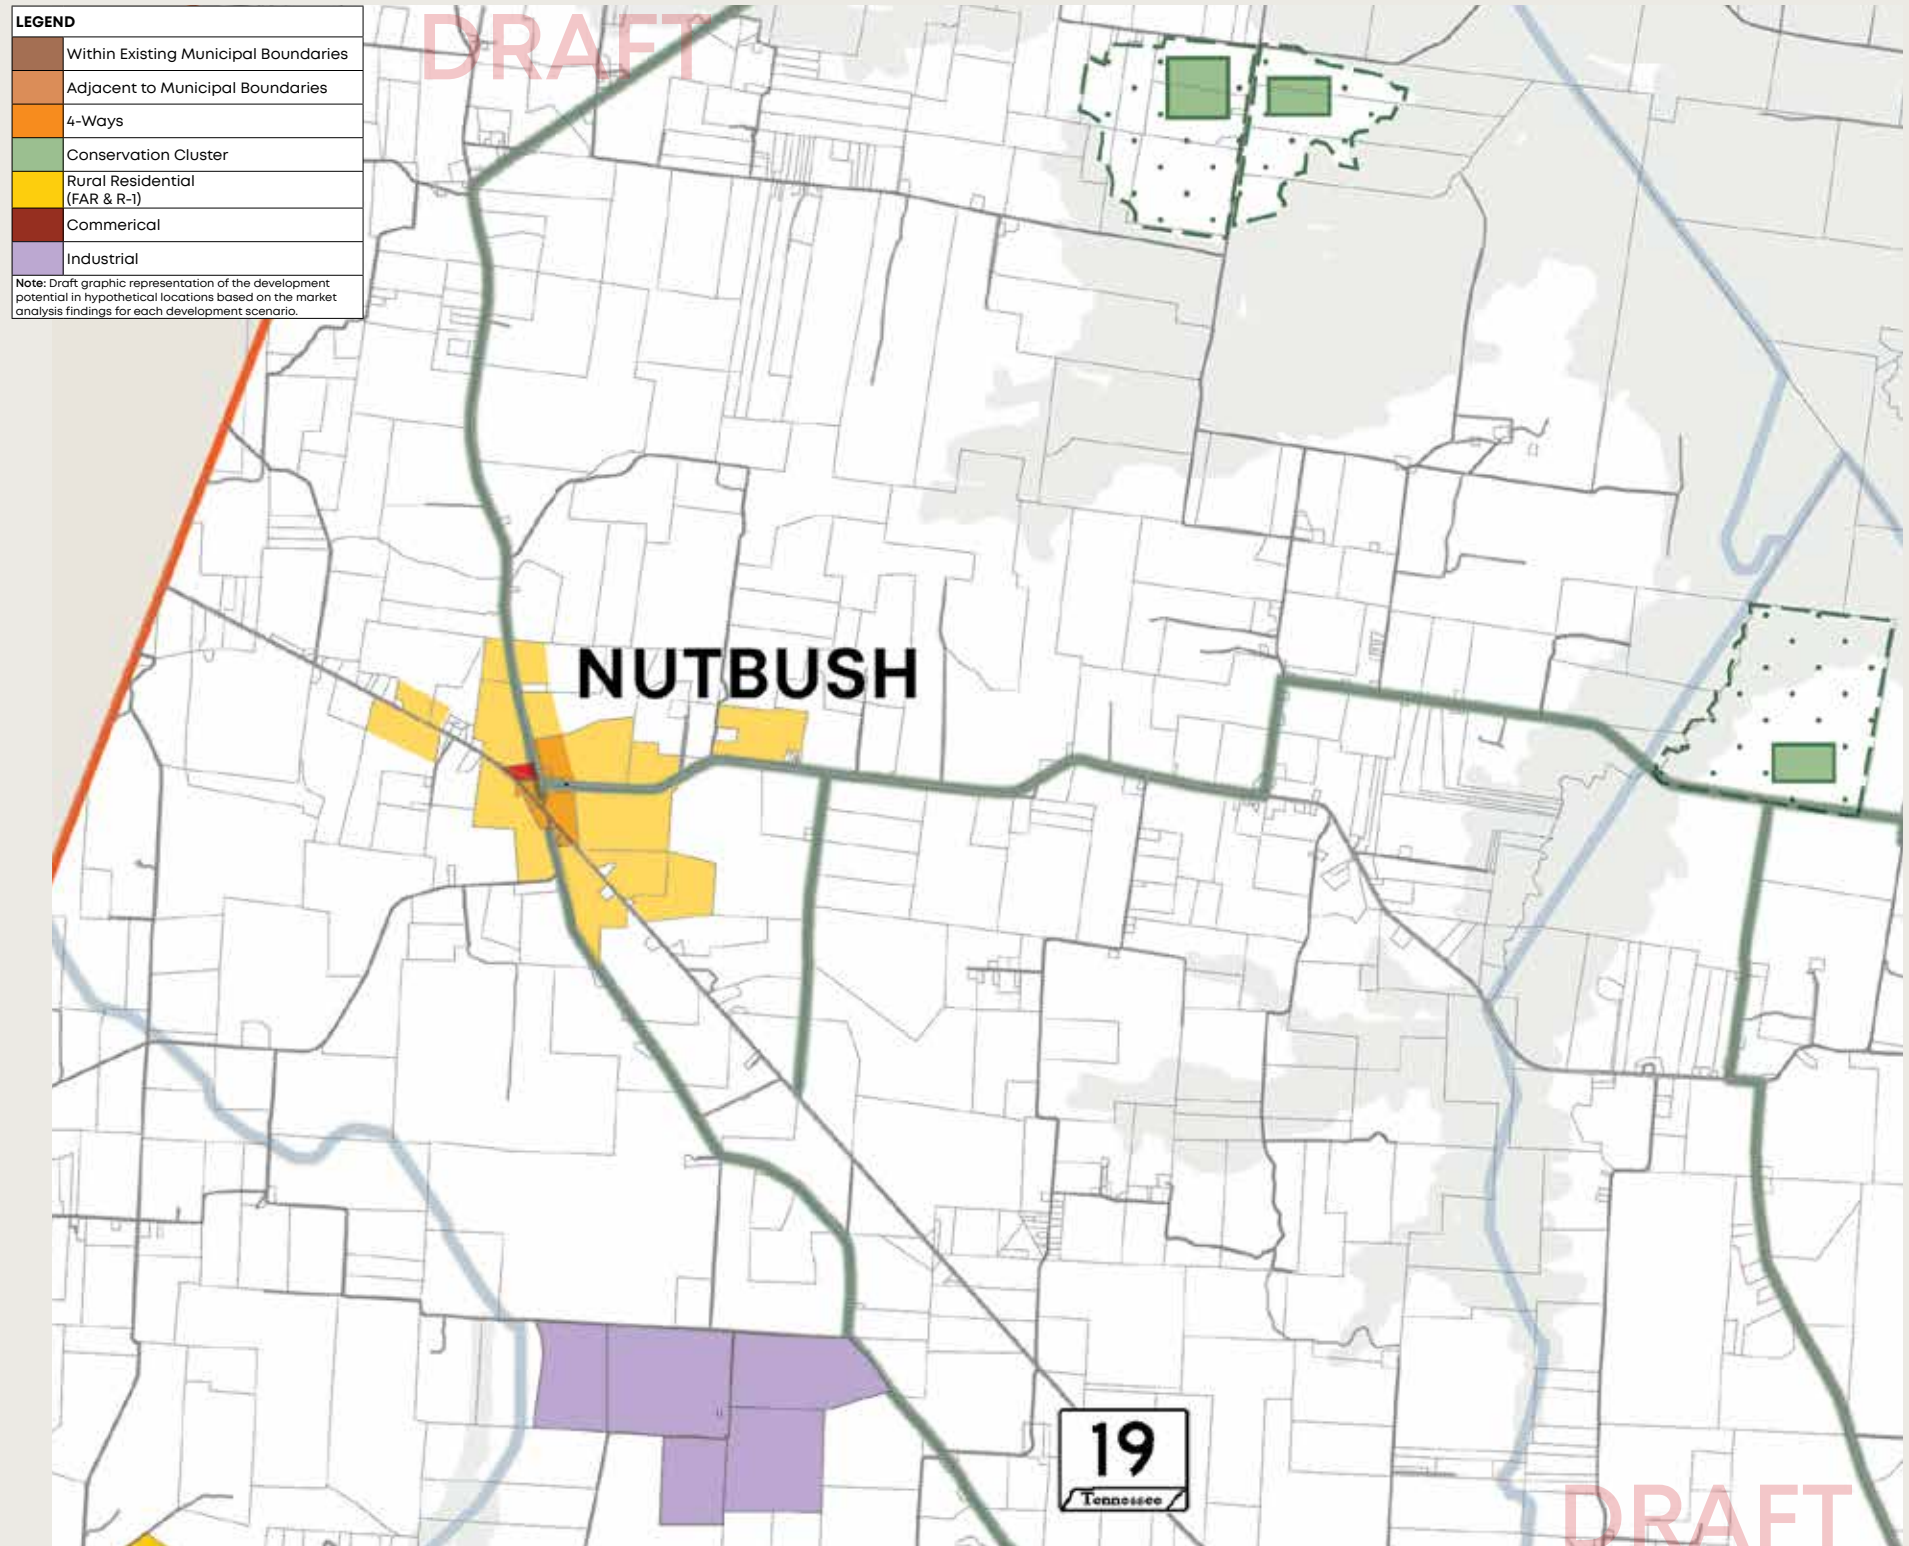 LEGEND
Within Existing Municipal Boundaries
Adjacent to Municipal Boundaries
4-Ways
Conservation Cluster
Rural Residential
(FAR & R-1)
Commerical
Industrial
Note: Draft graphic representation of the development
potential in hypothetical locations based on the market
analysis findings for each development scenario.
DRAFT
NUTBUSH
19
Tennessee
DRAFT